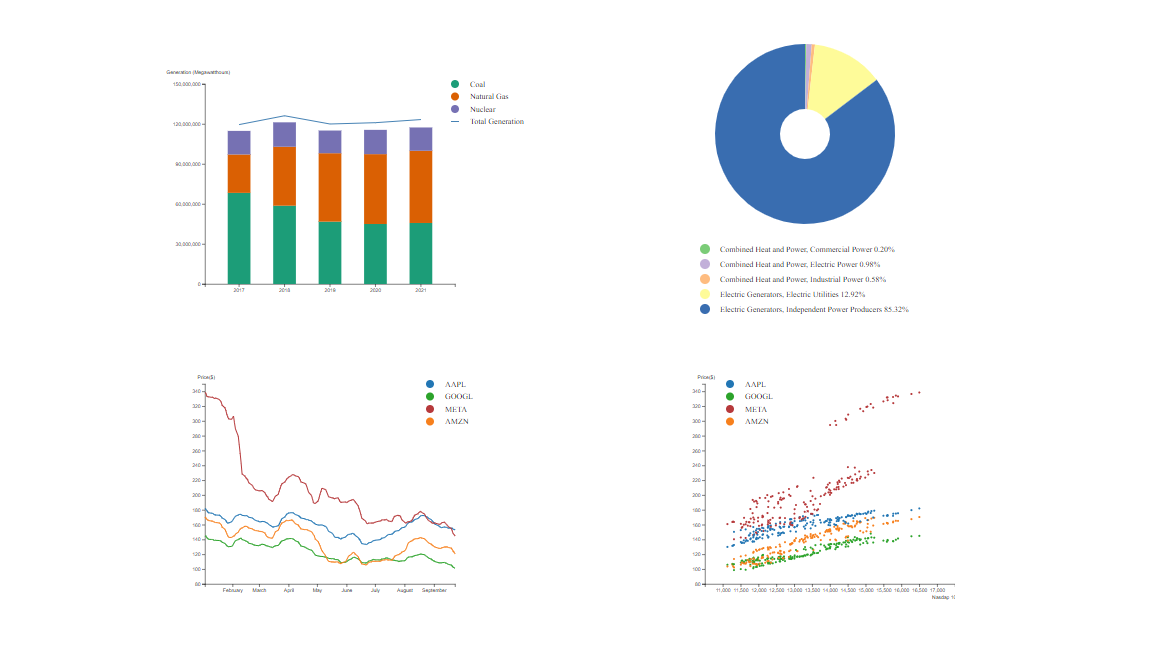 Generation (Megawatthours)
150,000,000
120,000,000
90,000,000
60,000,000
30,000,000
0
2017 2018 2019 2020 2021
Coal
Natural Gas
Nuclear
Total Generation
Combined Heat and Power, Commercial Power 0.20%
Combined Heat and Power, Electric Power 0.98%
Combined Heat and Power, Industrial Power 0.58%
Electric Generators, Electric Utilities 12.92%
Electric Generators, Independent Power Producers 85.32%
Price($)
340
320
300
280
260
240
220
200
180
160
140
120
100
80
February March April May June July August September
AAPL
GOOGL
META
AMZN
Price($)
340
320
300
280
260
240
220
200
180
160
140
120
100
80
11,000 11,500 12,000 12,500 13,000 13,500 14,000 14,500 15,000 15,500 16,000 16,500 17,000
Nasdap 1
AAPL
GOOGL
META
AMZN